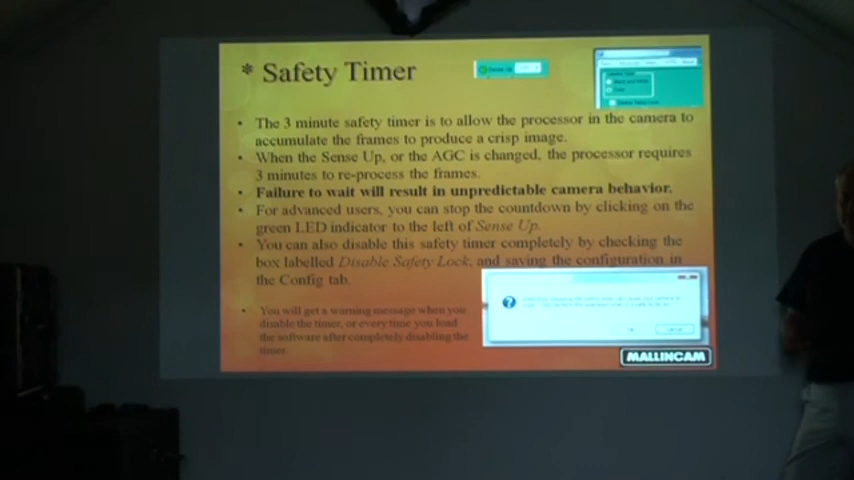 * Safety Timer
Sense Up
• The 3 minute safety timer is to allow the processor in the camera to
accumulate the frames to produce a crisp image.
• When the Sense Up, or the AGC is changed, the processor requires
3 minutes to re-process the frames.
• Failure to wait will result in unpredictable camera behavior.
• For advanced users, you can stop the countdown by clicking on the
green LED indicator to the left of Sense Up.
• You can also disable this safety timer completely by checking the
box labelled Disable Safety Lock, and saving the configuration in
the Config tab.
• You will get a warning message when you
disable the timer, or every time you load
the software after completely disabling the
timer.
MALLINCAM